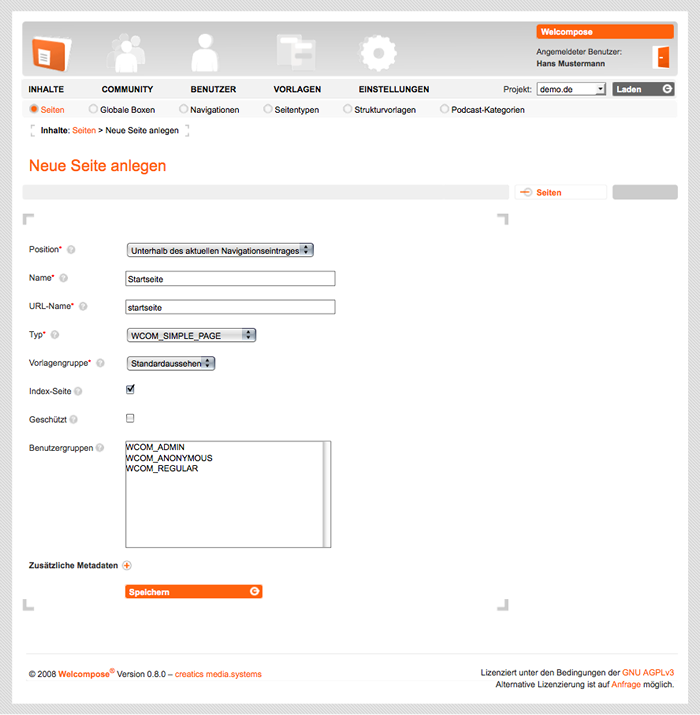 Welcompose
Angemeldeter Benutzer:
Hans Mustermann
INHALTE COMMUNITY BENUTZER VORLAGEN EINSTELLUNGEN Projekt: demo.de Laden
Seiten Globale Boxen Navigationen Seitentypen Strukturvorlagen Podcast-Kategorien
Inhalte: Seiten > Neue Seite anlegen
Neue Seite anlegen
Seiten
Position* ? Unterhalb des aktuellen Navigationseintrages
Name* ? Startseite
URL-Name* ? startseite
Typ* ? WCOM_SIMPLE_PAGE
Vorlagengruppe* ? Standardaussehen
Index-Seite ?
Geschützt ?
Benutzergruppen ? WCOM_ADMIN
WCOM_ANONYMOUS
WCOM_REGULAR
Zusätzliche Metadaten +
Speichern
© 2008 Welcompose® Version 0.8.0 – creatics media.systems
Lizenziert unter den Bedingungen der GNU AGPLv3
Alternative Lizenzierung ist auf Anfrage möglich.